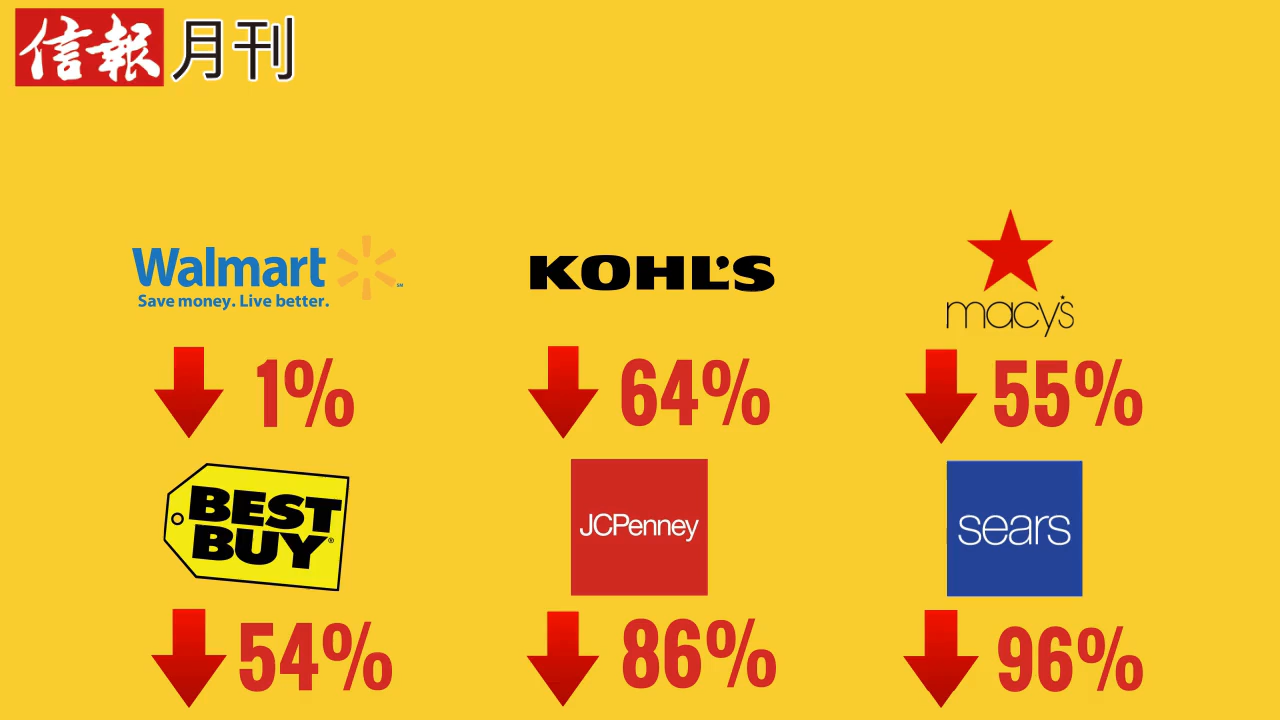 信報月刊
Walmart
Save money. Live better.
KOHL'S
macy's
1%
64%
55%
BEST BUY
JCPenney
sears
54%
86%
96%